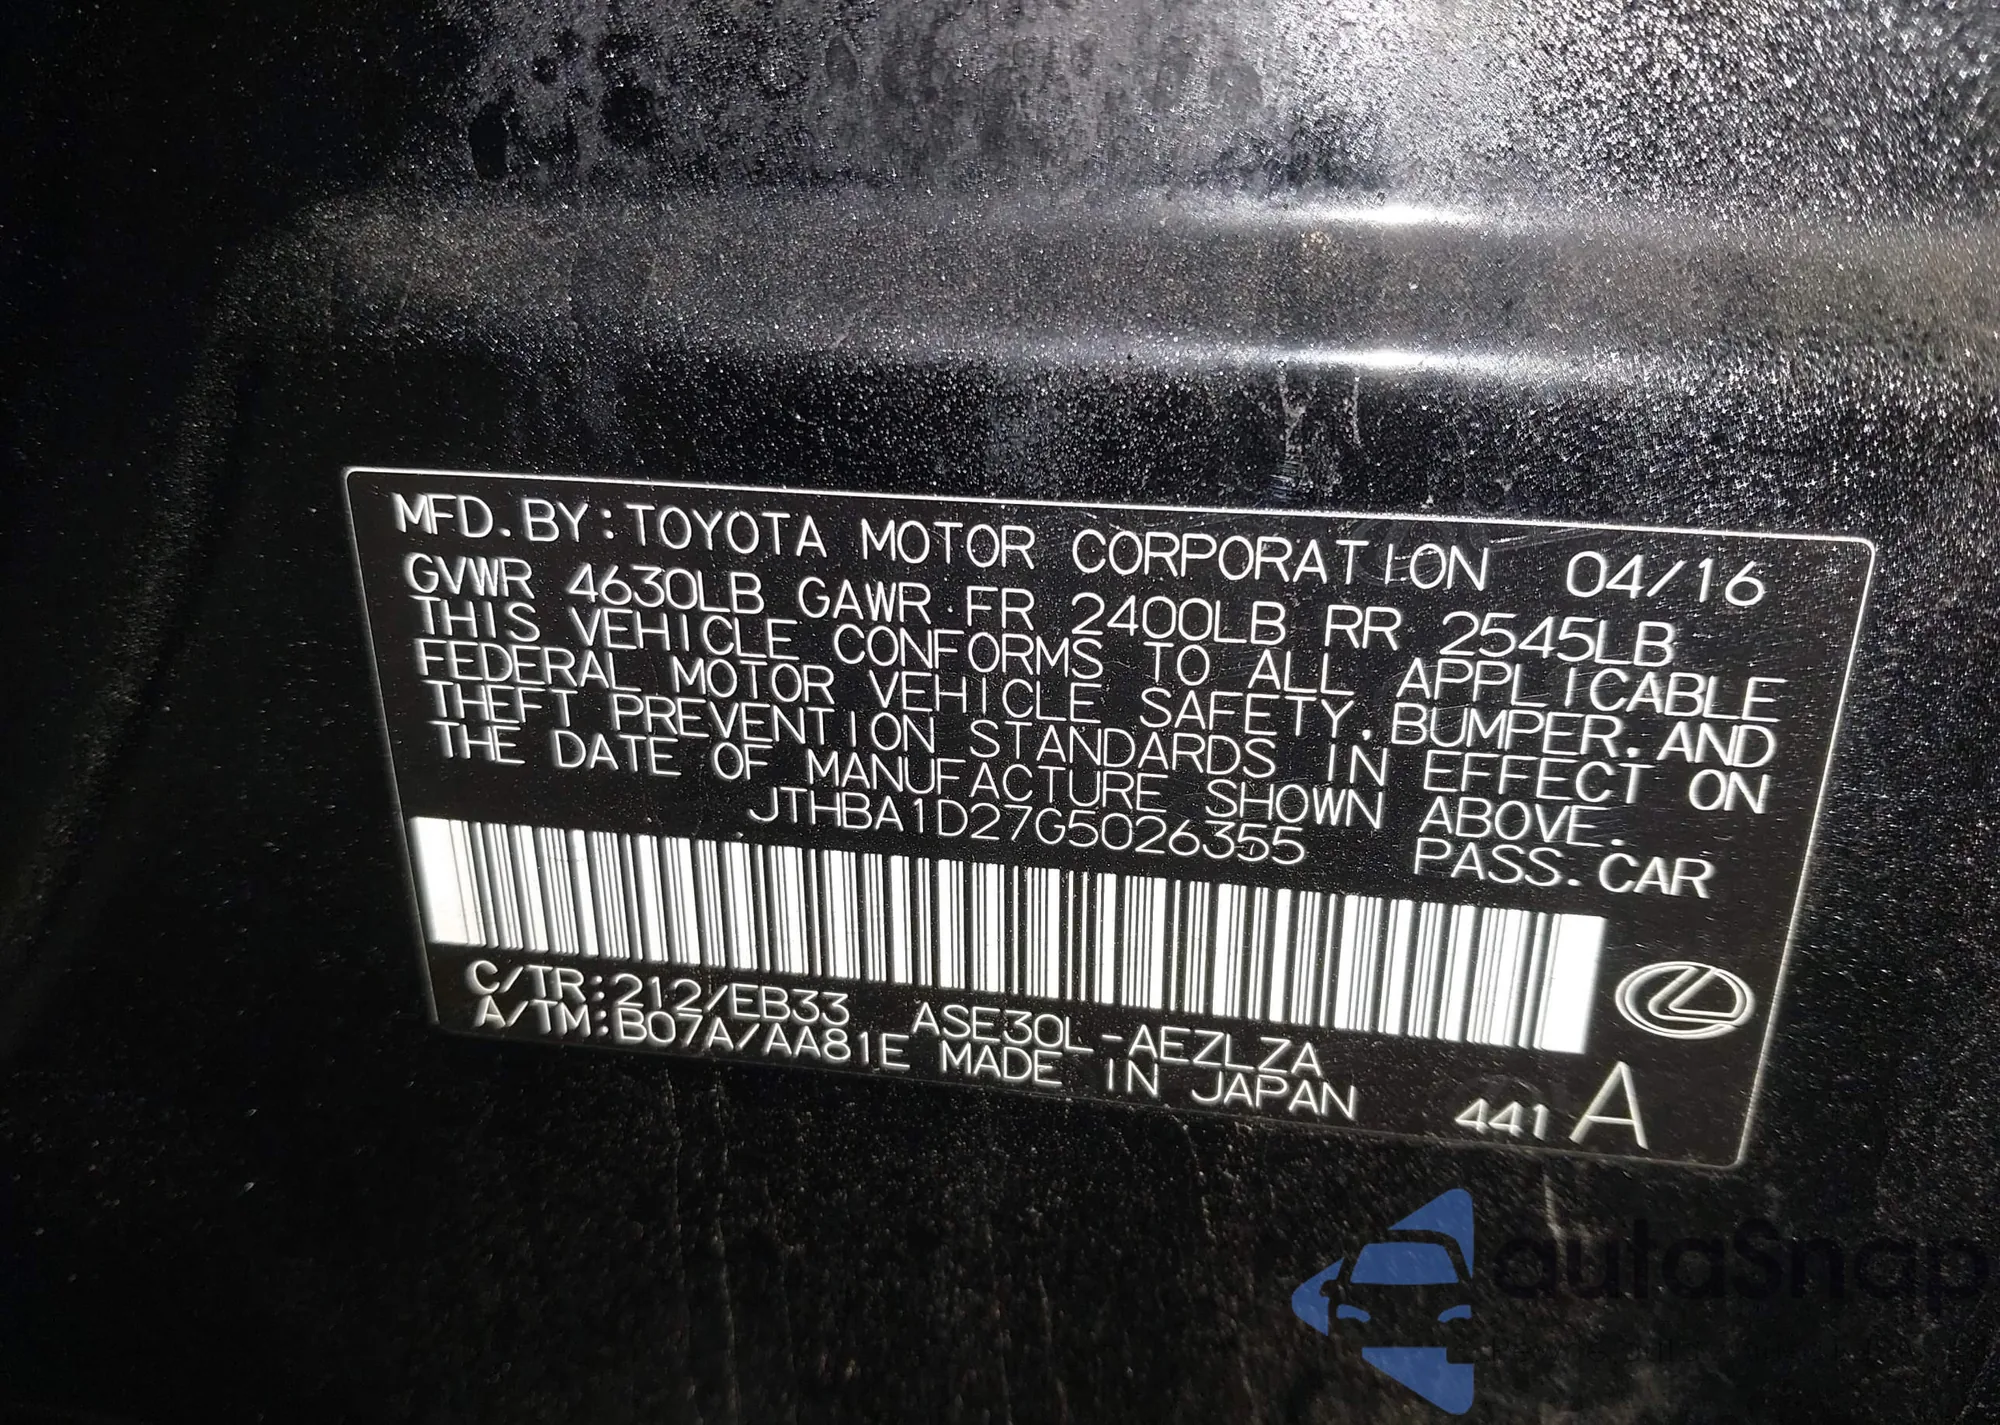 MFD.BY:TOYOTA MOTOR CORPORATION 04/16
GVWR 4630LB GAWR FR 2400LB RR 2545LB
THIS VEHICLE CONFORMS TO ALL APPLICABLE
FEDERAL MOTOR VEHICLE SAFETY,BUMPER,AND
THEFT PREVENTION STANDARDS IN EFFECT ON
THE DATE OF MANUFACTURE SHOWN ABOVE.
JTHBA1D27G5026355 PASS.CAR
C/TR:212/EB33 ASE30L-AEZLZA
A/TM:B07A/AA81E MADE IN JAPAN
441 A
autaSnap